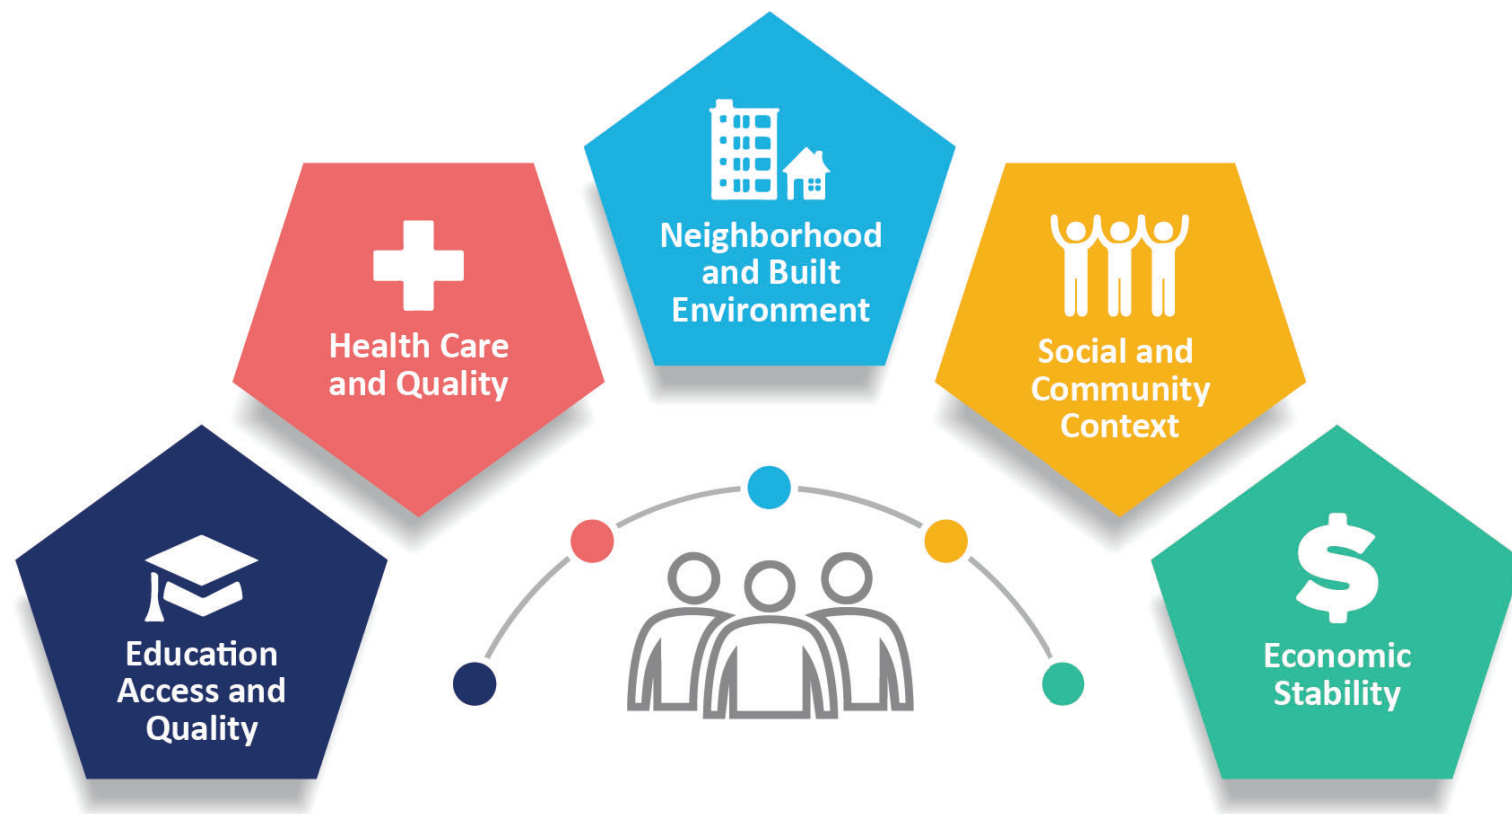 Neighborhood
and Built
Environment
Health Care
and Quality
Social and
Community
Context
Education
Access and
Quality
Economic
Stability